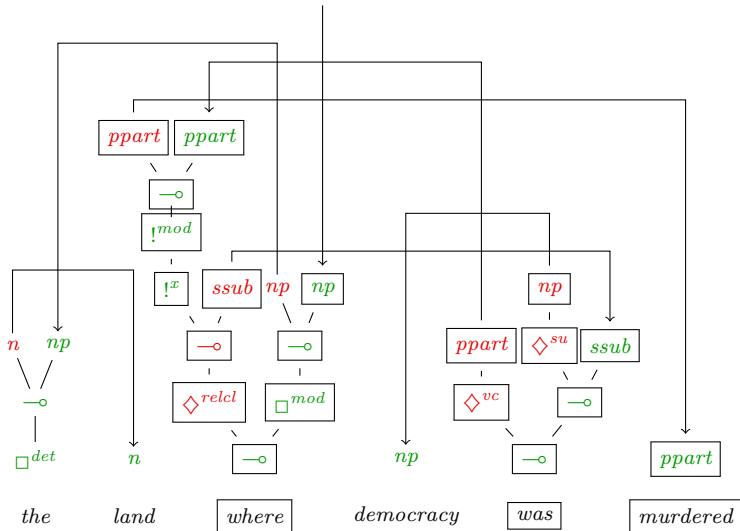 ppart ppart
⊸
!^mod
!^x ssub np np np
n np ⊸ ⊸ ppart ◇^su ssub
⊸ ◇^relcl □^mod ◇^vc ⊸
□^det n ⊸ np ⊸ ppart
the land where democracy was murdered